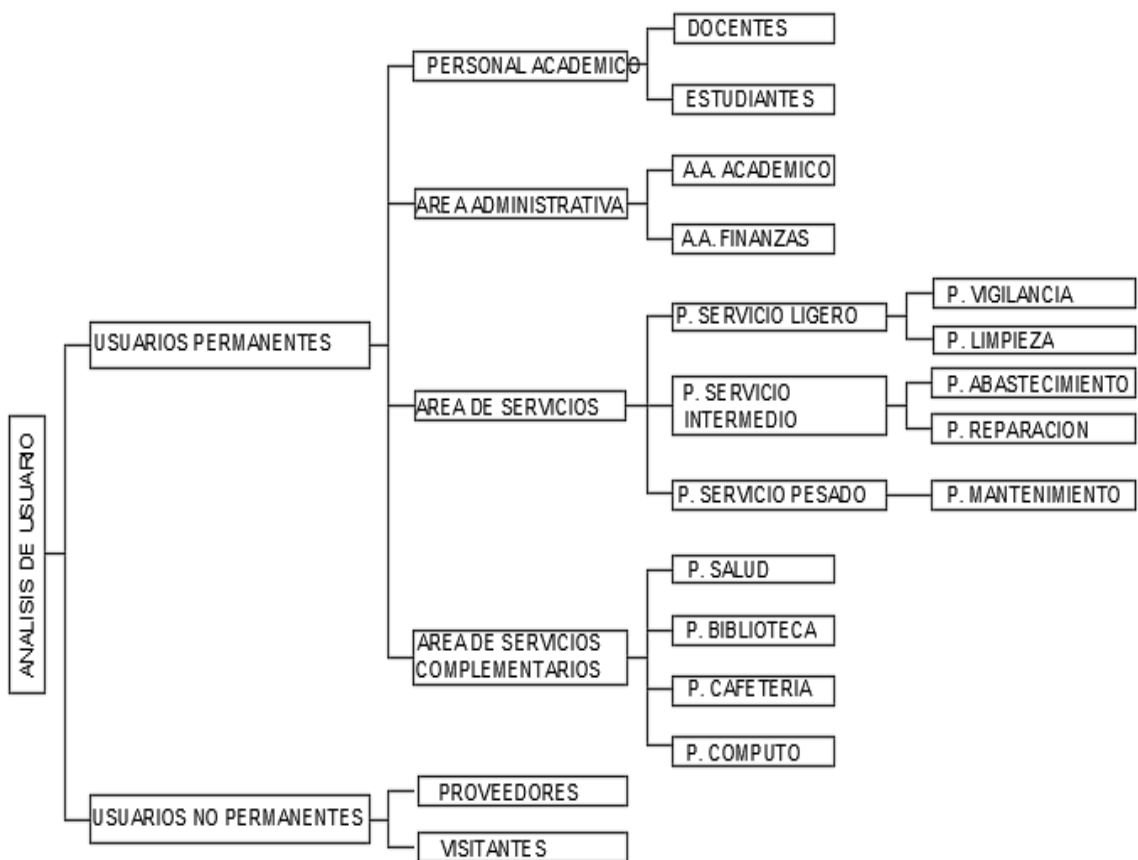 ANALISIS DE USUARIO
USUARIOS PERMANENTES
PERSONAL ACADEMICO
DOCENTES
ESTUDIANTES
AREA ADMINISTRATIVA
A.A. ACADEMICO
A.A. FINANZAS
AREA DE SERVICIOS
P. SERVICIO LIGERO
P. VIGILANCIA
P. LIMPIEZA
P. SERVICIO
INTERMEDIO
P. ABASTECIMIENTO
P. REPARACION
P. SERVICIO PESADO
P. MANTENIMIENTO
AREA DE SERVICIOS
COMPLEMENTARIOS
P. SALUD
P. BIBLIOTECA
P. CAFETERIA
P. COMPUTO
USUARIOS NO PERMANENTES
PROVEEDORES
VISITANTES